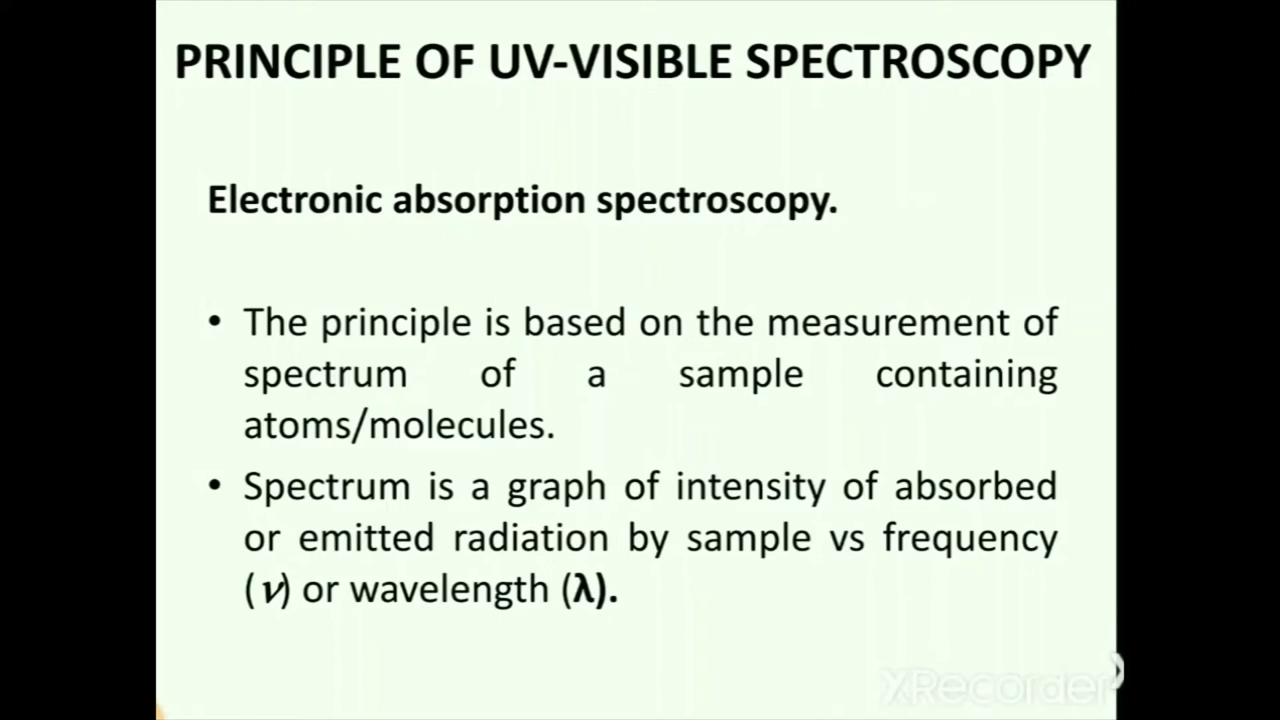 PRINCIPLE OF UV-VISIBLE SPECTROSCOPY
Electronic absorption spectroscopy.
• The principle is based on the measurement of
spectrum of a sample containing
atoms/molecules.
• Spectrum is a graph of intensity of absorbed
or emitted radiation by sample vs frequency
(ν) or wavelength (λ).
XRecorder